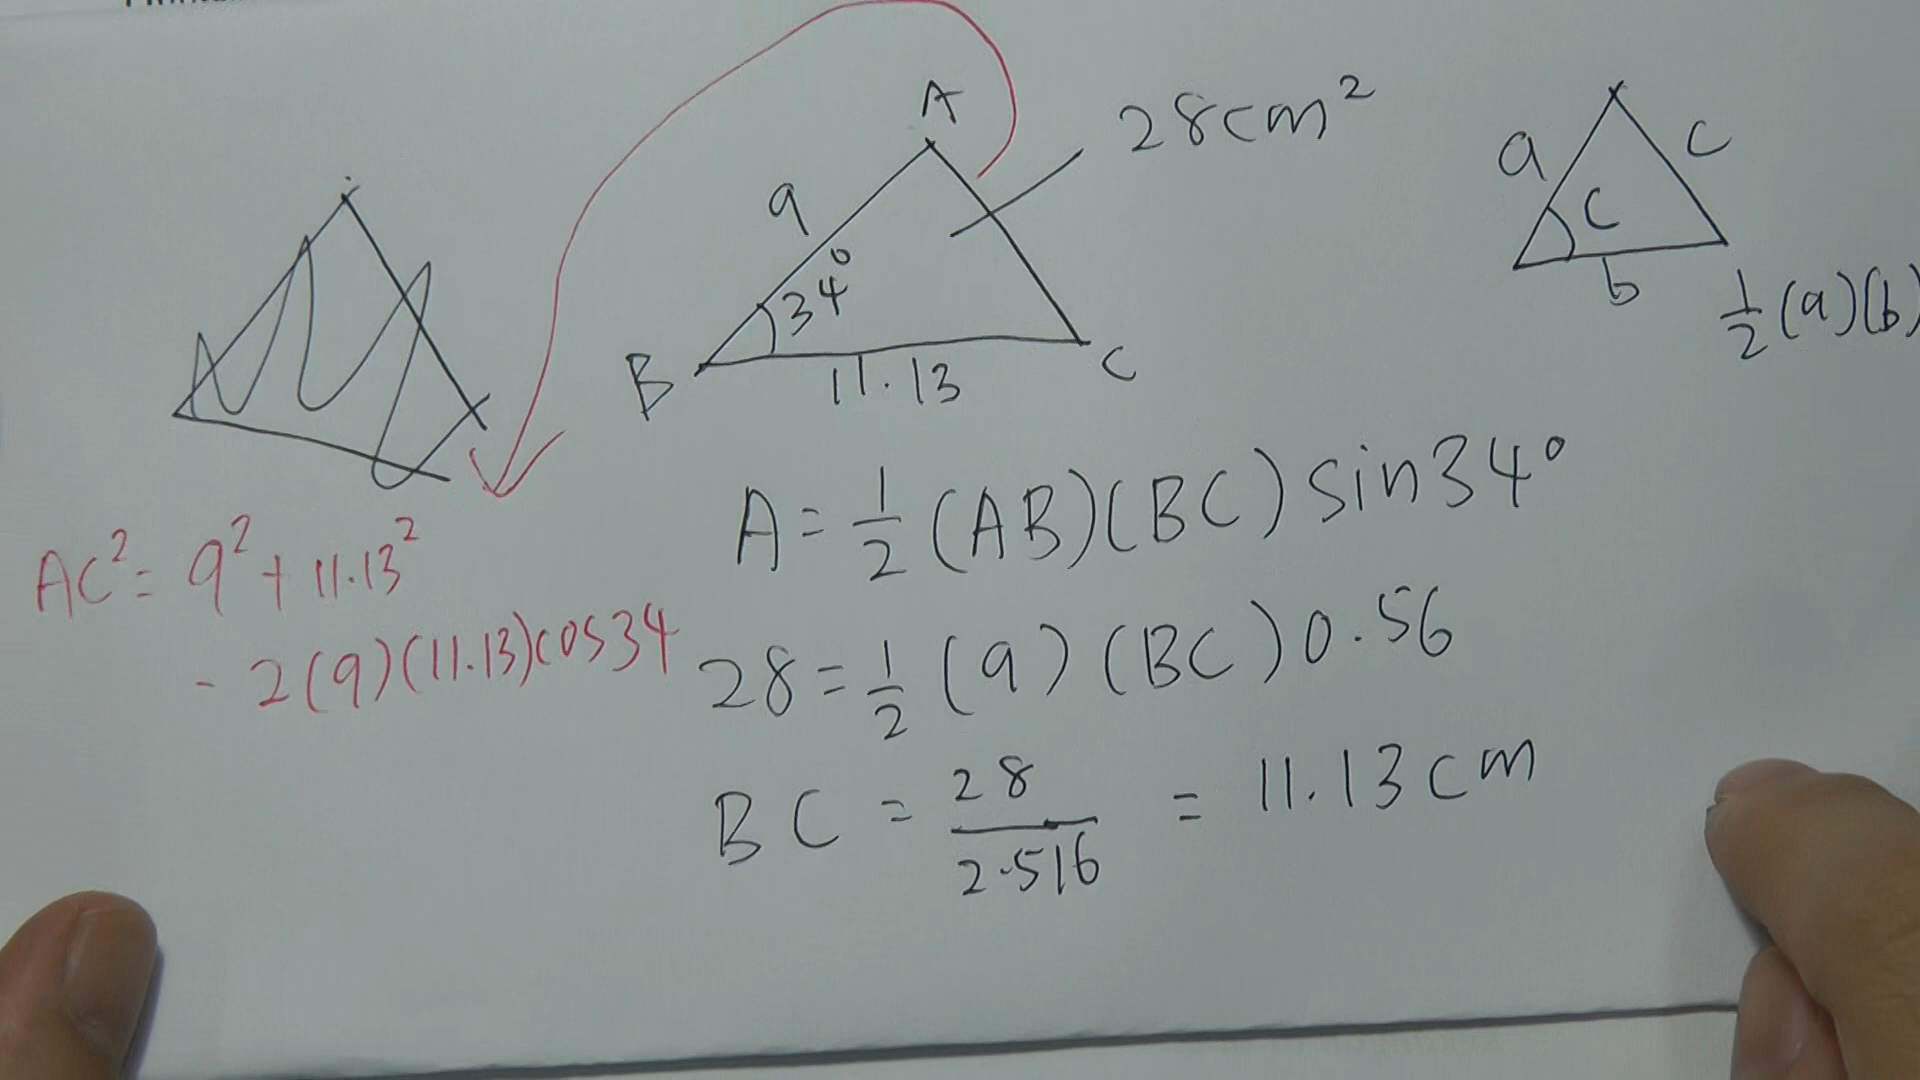 A
28cm²
9
34°
B
11.13
C
a
c
C
b
½(a)(b)
A = ½(AB)(BC) sin34°
AC² = 9² + 11.13²
- 2(9)(11.13)cos34
28 = ½(9)(BC)0.56
BC = 28/2.516 = 11.13cm